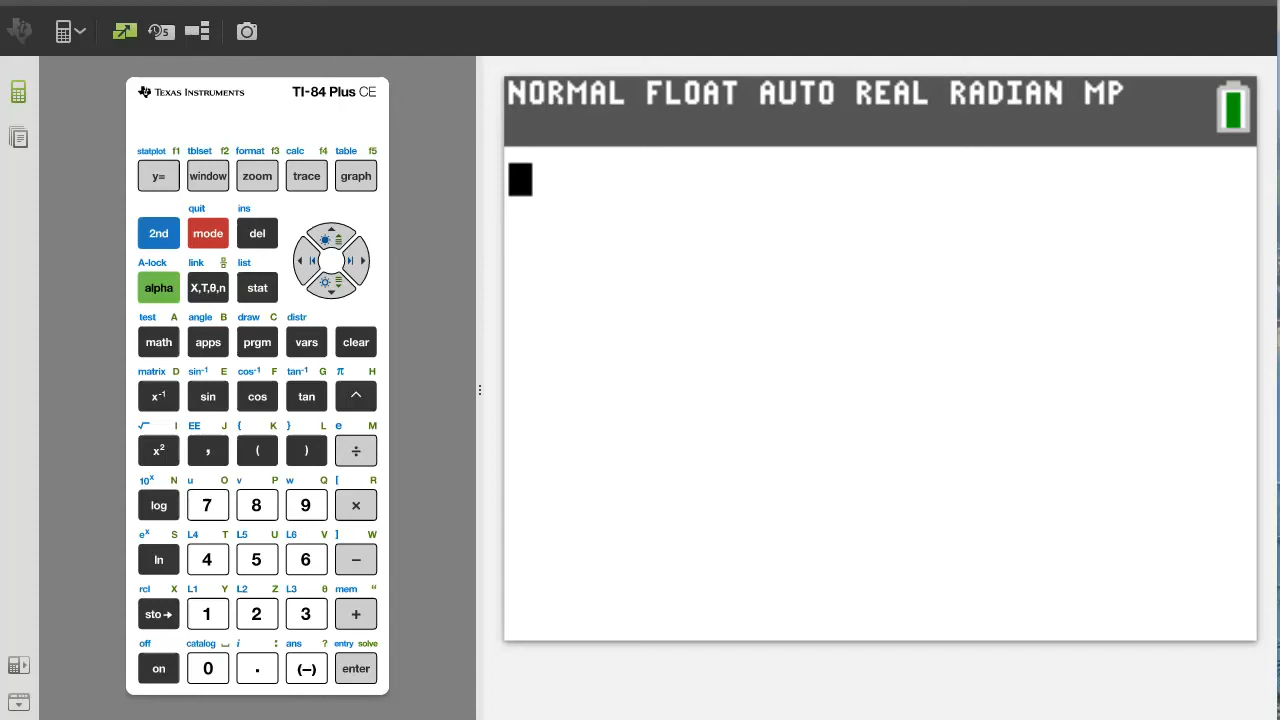 5
NORMAL FLOAT AUTO REAL RADIAN MP
TEXAS INSTRUMENTS TI-84 Plus CE
statplot f1 tblset f2 format f3 calc f4 table f5
y= window zoom trace graph
quit ins
2nd mode del
A-lock link list
alpha X,T,θ,n stat
test A angle B draw C distr
math apps prgm vars clear
matrix D sin⁻¹ E cos⁻¹ F tan⁻¹ G π H
x⁻¹ sin cos tan ^
√ I EE J { K } L e M
x² , ( ) ÷
10ˣ N u O v P w Q [ R
log 7 8 9 ×
eˣ S L4 T L5 U L6 V ] W
ln 4 5 6 −
rcl X L1 Y L2 Z L3 θ mem “
sto→ 1 2 3 +
off catalog ⎵ i : ans ? entry solve
on 0 . (−) enter